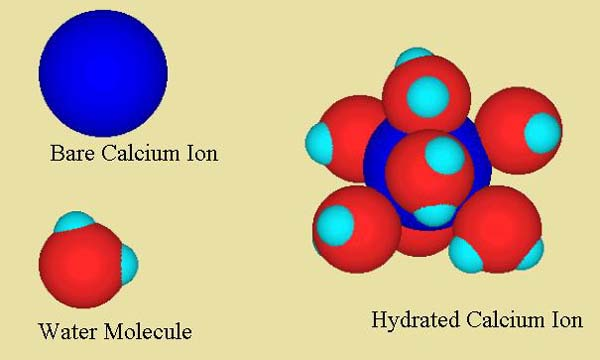 Bare Calcium Ion
Water Molecule
Hydrated Calcium Ion